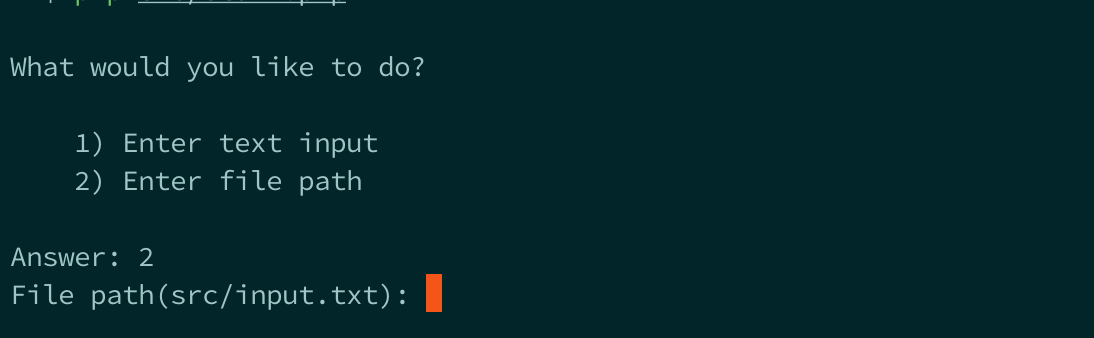 What would you like to do?
1) Enter text input
2) Enter file path
Answer: 2
File path(src/input.txt):